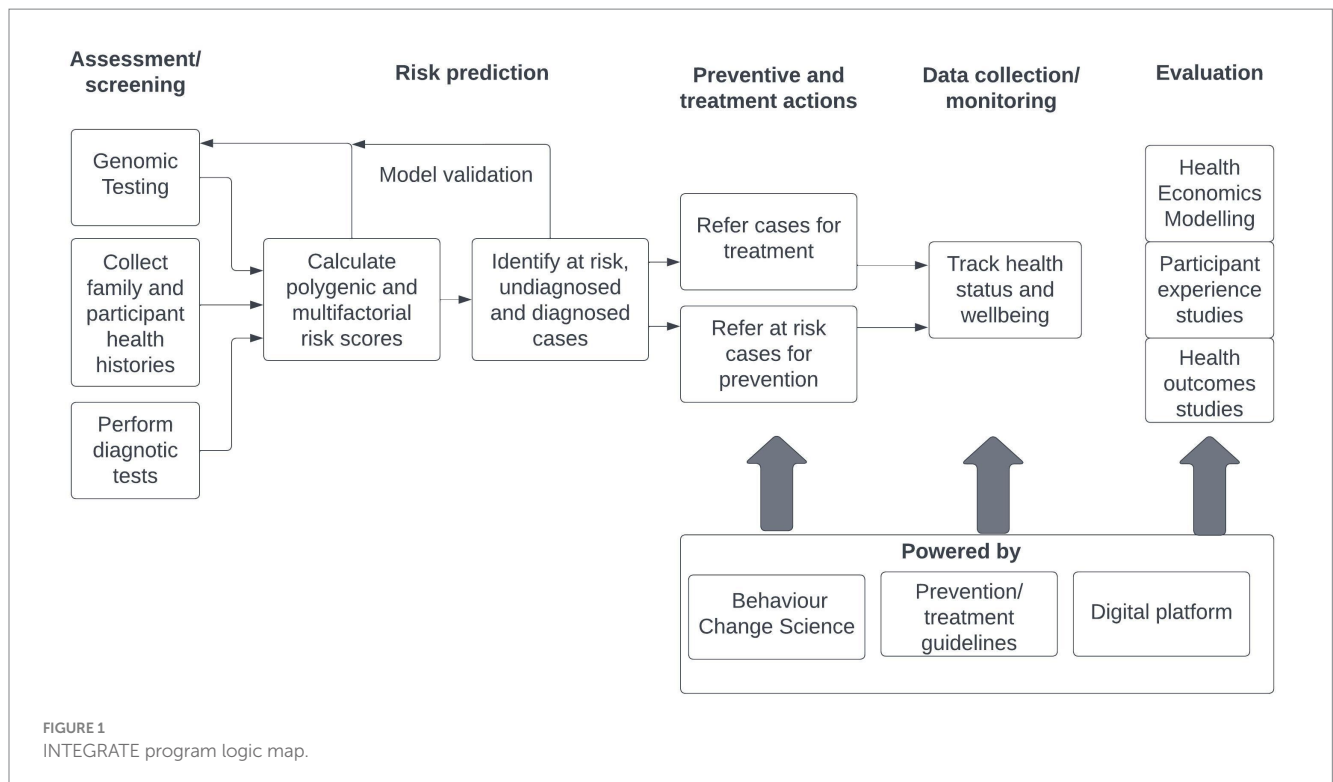 Assessment/
screening
Risk prediction
Preventive and
treatment actions
Data collection/
monitoring
Evaluation
Genomic
Testing
Collect
family and
participant
health
histories
Perform
diagnotic
tests
Model validation
Calculate
polygenic and
multifactorial
risk scores
Identify at risk,
undiagnosed
and diagnosed
cases
Refer cases for
treatment
Refer at risk
cases for
prevention
Track health
status and
wellbeing
Health
Economics
Modelling
Participant
experience
studies
Health
outcomes
studies
Powered by
Behaviour
Change Science
Prevention/
treatment
guidelines
Digital platform
FIGURE 1
INTEGRATE program logic map.